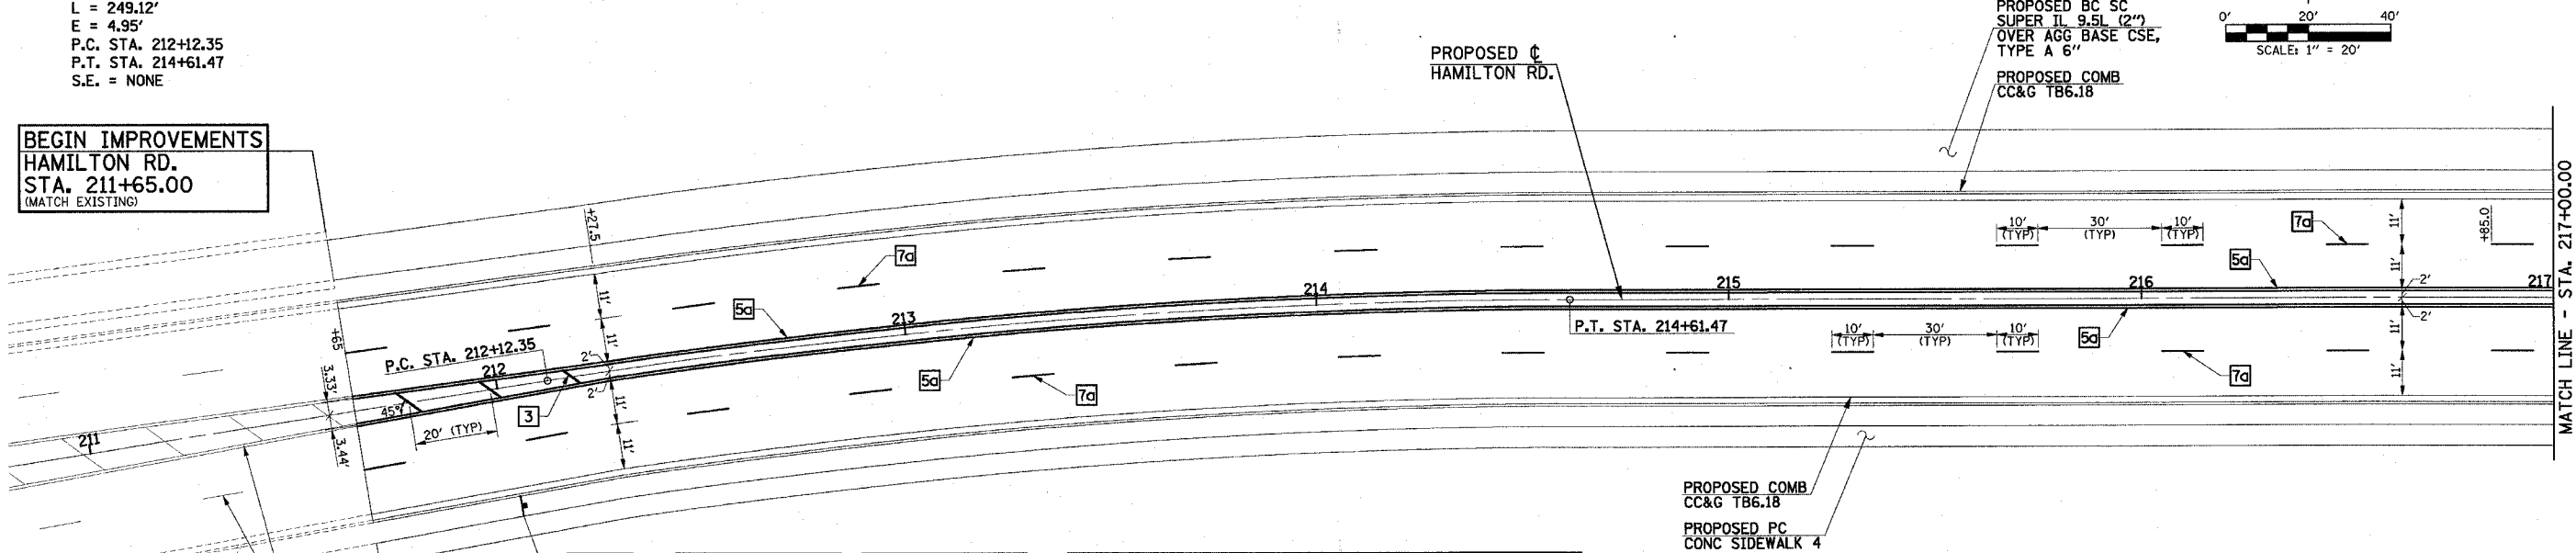 L = 249.12'
E = 4.95'
P.C. STA. 212+12.35
P.T. STA. 214+61.47
S.E. = NONE
BEGIN IMPROVEMENTS
HAMILTON RD.
STA. 211+65.00
(MATCH EXISTING)
PROPOSED ℄
HAMILTON RD.
PROPOSED BC SC
SUPER IL 9.5L (2")
OVER AGG BASE CSE,
TYPE A 6"
PROPOSED COMB
CC&G TB6.18
0' 20' 40'
SCALE: 1" = 20'
+27.5
+65
3.33'
3.44'
45°
20' (TYP)
P.C. STA. 212+12.35
211
212
213
214
215
216
217
2'
2'
11'
11'
11'
11'
3
5a
5a
7a
7a
P.T. STA. 214+61.47
10' (TYP)
30' (TYP)
10' (TYP)
10' (TYP)
30' (TYP)
10' (TYP)
7a
5a
5a
7a
11'
11'
2'
2'
11'
11'
+85.0
MATCH LINE - STA. 217+00.00
PROPOSED COMB
CC&G TB6.18
PROPOSED PC
CONC SIDEWALK 4